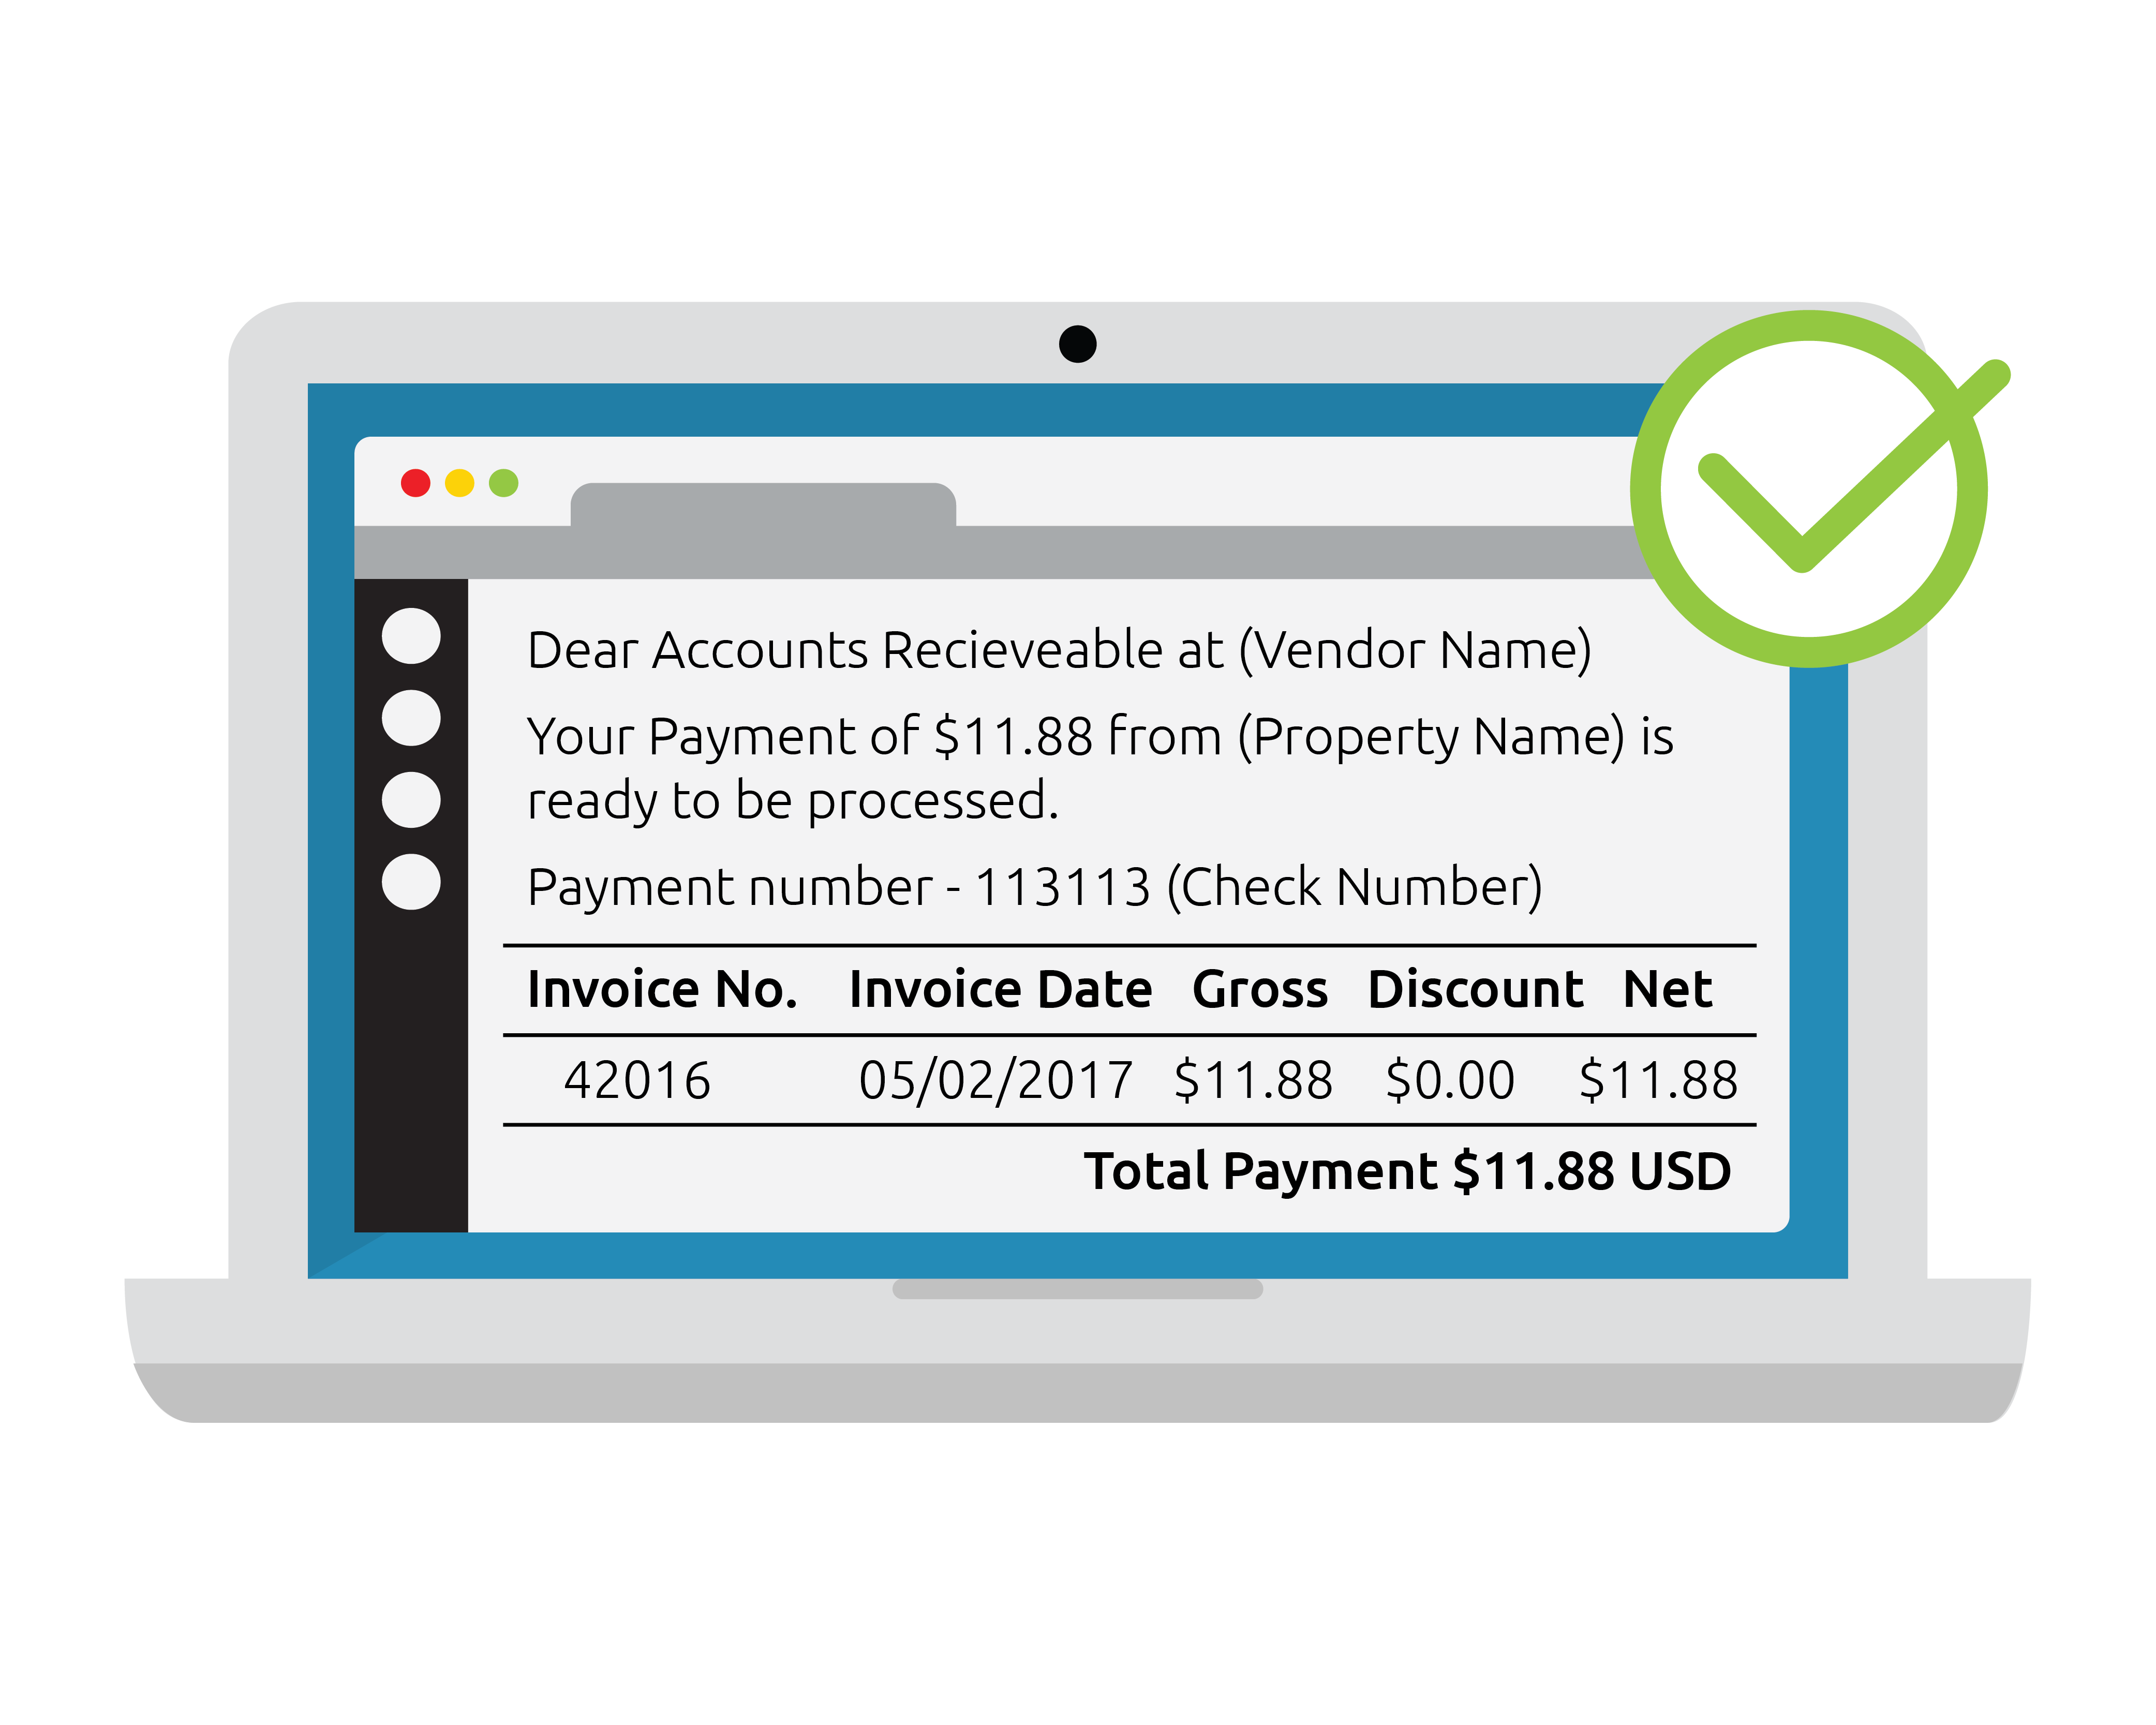 Dear Accounts Recieveable at (Vendor Name)
Your Payment of $11.88 from (Property Name) is
ready to be processed.
Payment number - 113113 (Check Number)
Invoice No. Invoice Date Gross Discount Net
42016 05/02/2017 $11.88 $0.00 $11.88
Total Payment $11.88 USD